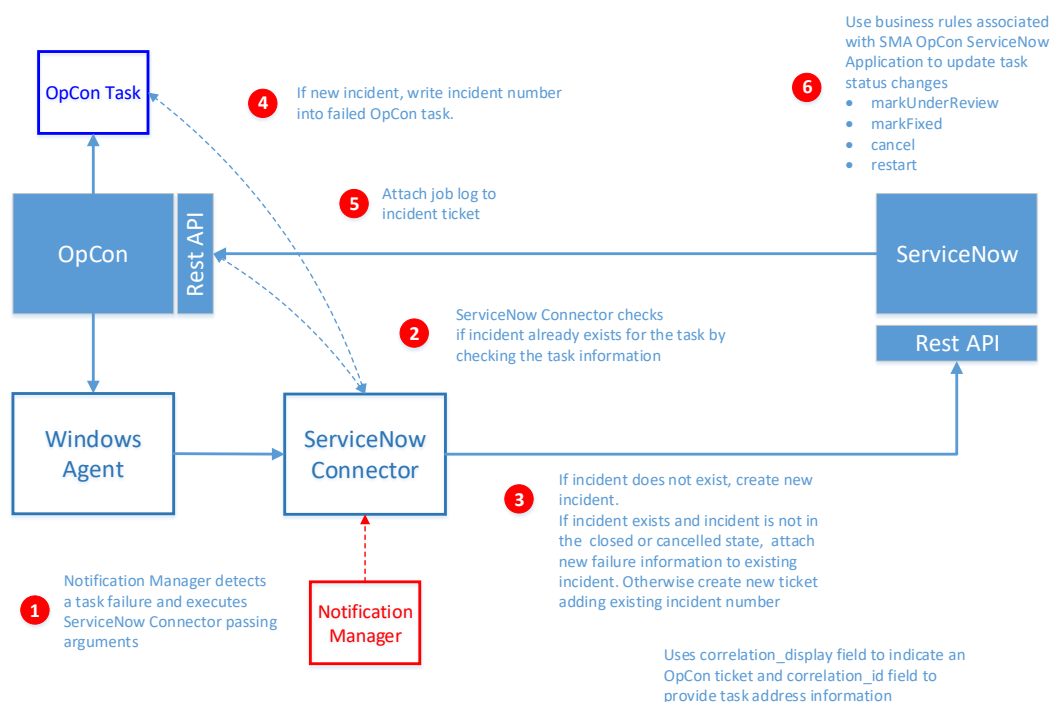 Use business rules associated
with SMA OpCon ServiceNow
Application to update task
status changes
• markUnderReview
• markFixed
• cancel
• restart
6
OpCon Task
4
If new incident, write incident number
into failed OpCon task.
5
Attach job log to
incident ticket
OpCon
Rest API
ServiceNow
Rest API
2
ServiceNow Connector checks
if incident already exists for the task by
checking the task information
Windows
Agent
ServiceNow
Connector
3
If incident does not exist, create new
incident.
If incident exists and incident is not in
the closed or cancelled state, attach
new failure information to existing
incident. Otherwise create new ticket
adding existing incident number
1
Notification Manager detects
a task failure and executes
ServiceNow Connector passing
arguments
Notification
Manager
Uses correlation_display field to indicate an
OpCon ticket and correlation_id field to
provide task address information